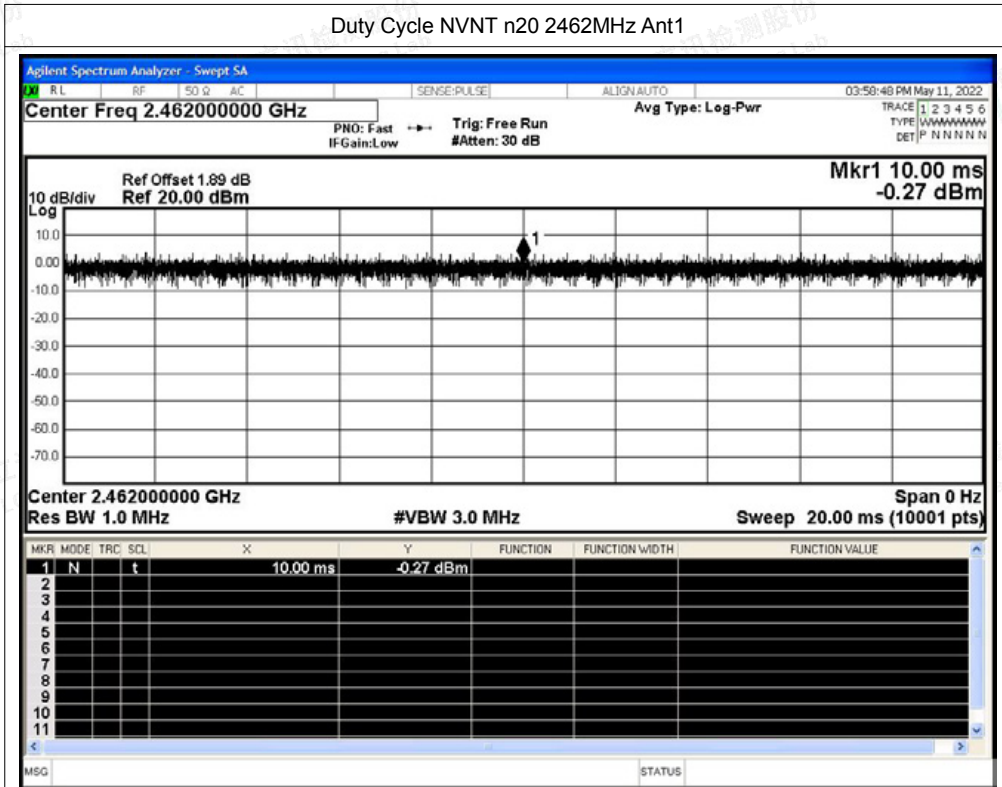 Duty Cycle NVNT n20 2462MHz Ant1
Agilent Spectrum Analyzer - Swept SA
RL RF 50 Ω AC SENSE:PULSE ALIGN AUTO 03:58:48 PM May 11, 2022
Center Freq 2.462000000 GHz Avg Type: Log-Pwr TRACE 1 2 3 4 5 6
PNO: Fast Trig: Free Run TYPE WWWWWW
IFGain:Low #Atten: 30 dB DET P N N N N N
Mkr1 10.00 ms
Ref Offset 1.89 dB
10 dB/div Ref 20.00 dBm -0.27 dBm
Log
10.0
1
0.00
-10.0
-20.0
-30.0
-40.0
-50.0
-60.0
-70.0
Center 2.462000000 GHz Span 0 Hz
Res BW 1.0 MHz #VBW 3.0 MHz Sweep 20.00 ms (10001 pts)
MKR MODE TRC SCL X Y FUNCTION FUNCTION WIDTH FUNCTION VALUE
1 N t 10.00 ms -0.27 dBm
2
3
4
5
6
7
8
9
10
11
MSG STATUS